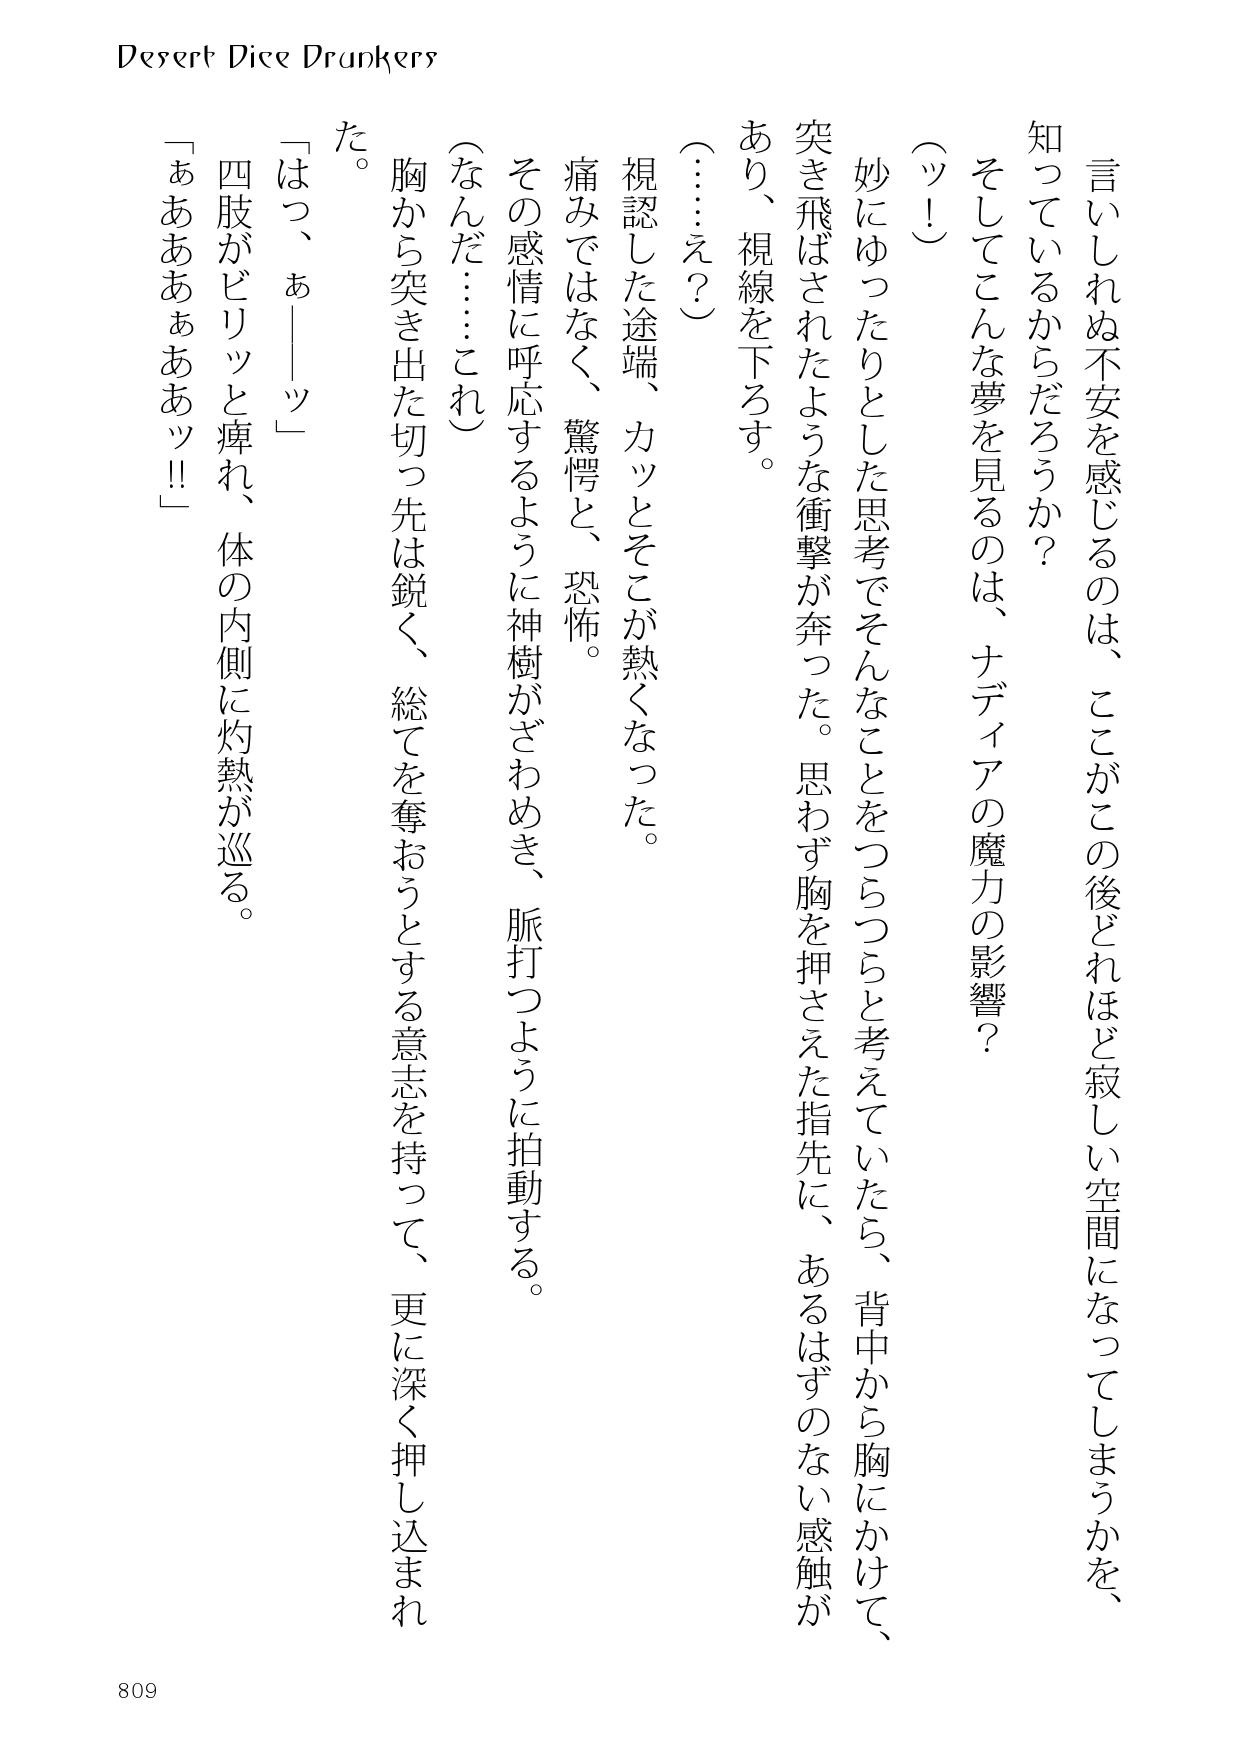 Desert Dice Drunkers
　言いしれぬ不安を感じるのは、ここがこの後どれほど寂しい空間になってしまうかを、
知っているからだろうか？
　そしてこんな夢を見るのは、ナディアの魔力の影響？
（ッ！）
　妙にゆったりとした思考でそんなことをつらつらと考えていたら、背中から胸にかけて、
突き飛ばされたような衝撃が奔った。思わず胸を押さえた指先に、あるはずのない感触が
あり、視線を下ろす。
（……え？）
　視認した途端、カッとそこが熱くなった。
　痛みではなく、驚愕と、恐怖。
　その感情に呼応するように神樹がざわめき、脈打つように拍動する。
（なんだ……これ）
　胸から突き出た切っ先は鋭く、総てを奪おうとする意志を持って、更に深く押し込まれ
た。
「はっ、ぁ――ッ」
　四肢がビリッと痺れ、体の内側に灼熱が巡る。
「ぁあああぁああッ!!」
809